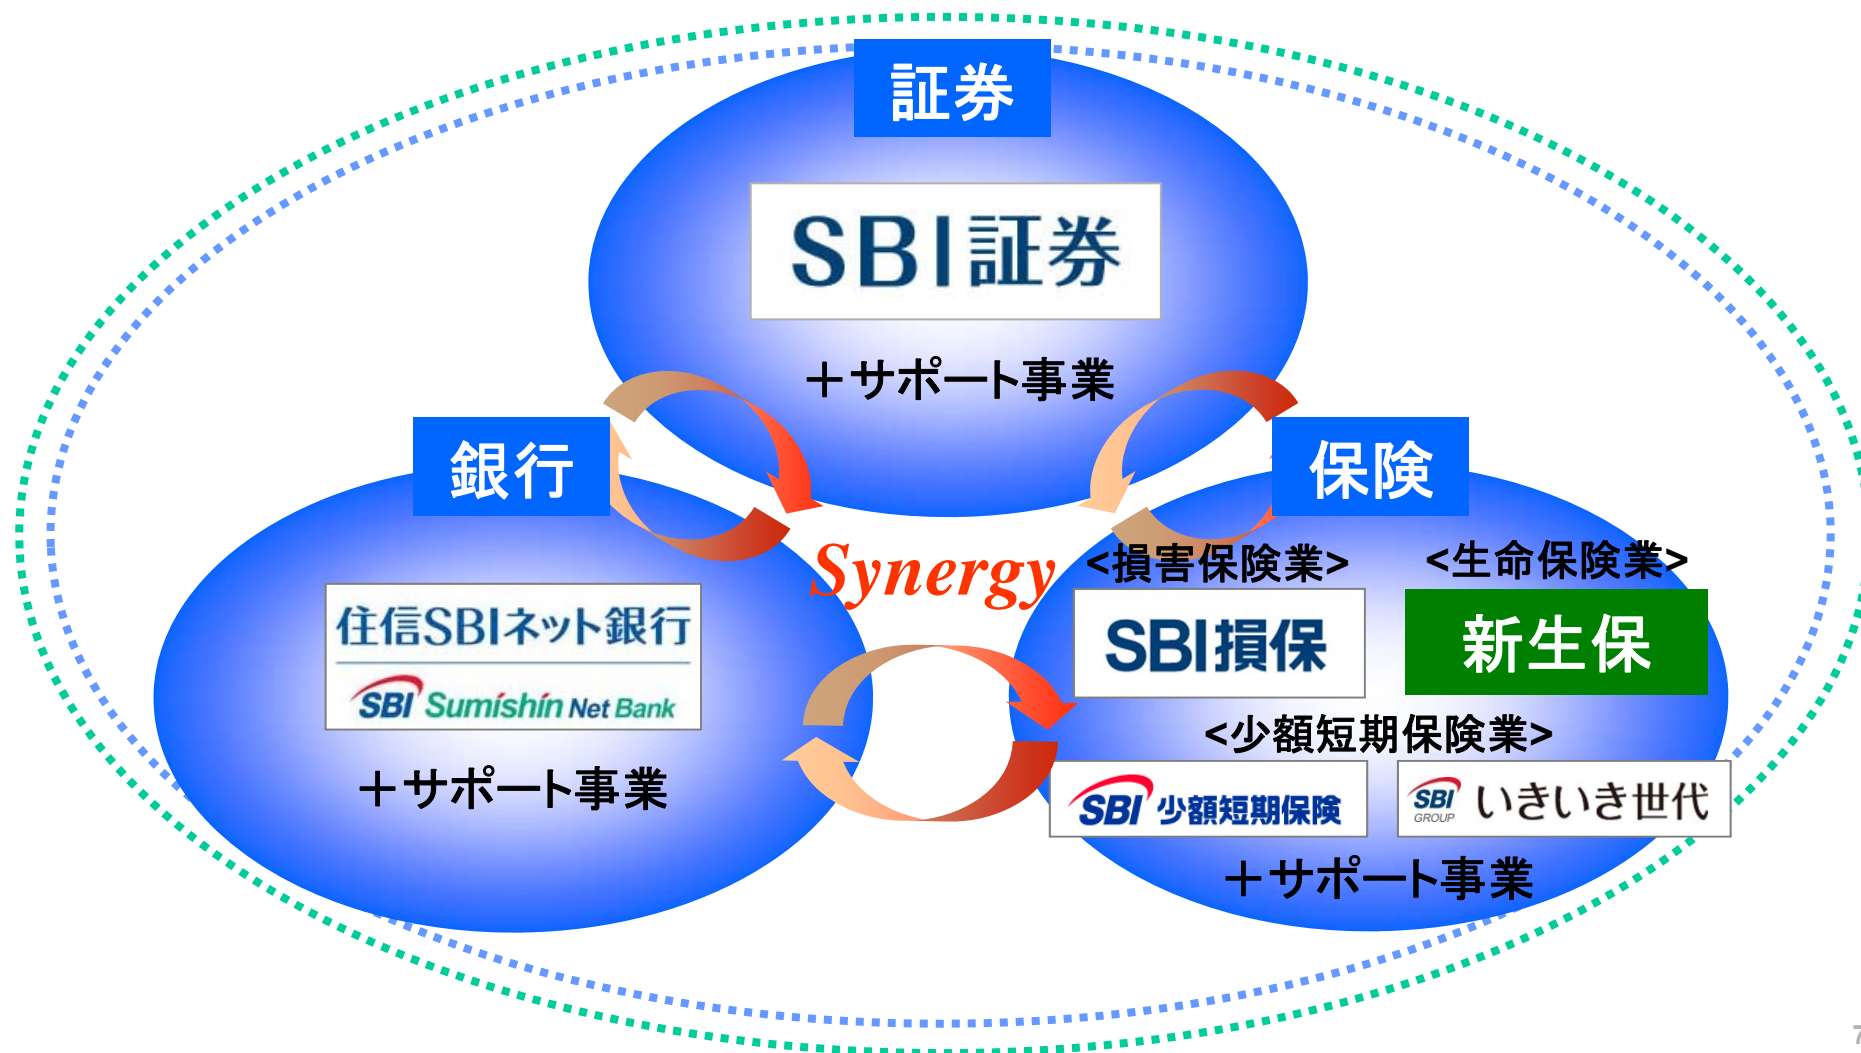 証券
SBI証券
＋サポート事業
銀行
住信SBIネット銀行
SBI Sumishin Net Bank
＋サポート事業
Synergy
保険
<損害保険業>
SBI損保
<生命保険業>
新生保
<少額短期保険業>
SBI 少額短期保険
SBI GROUP いきいき世代
＋サポート事業
7